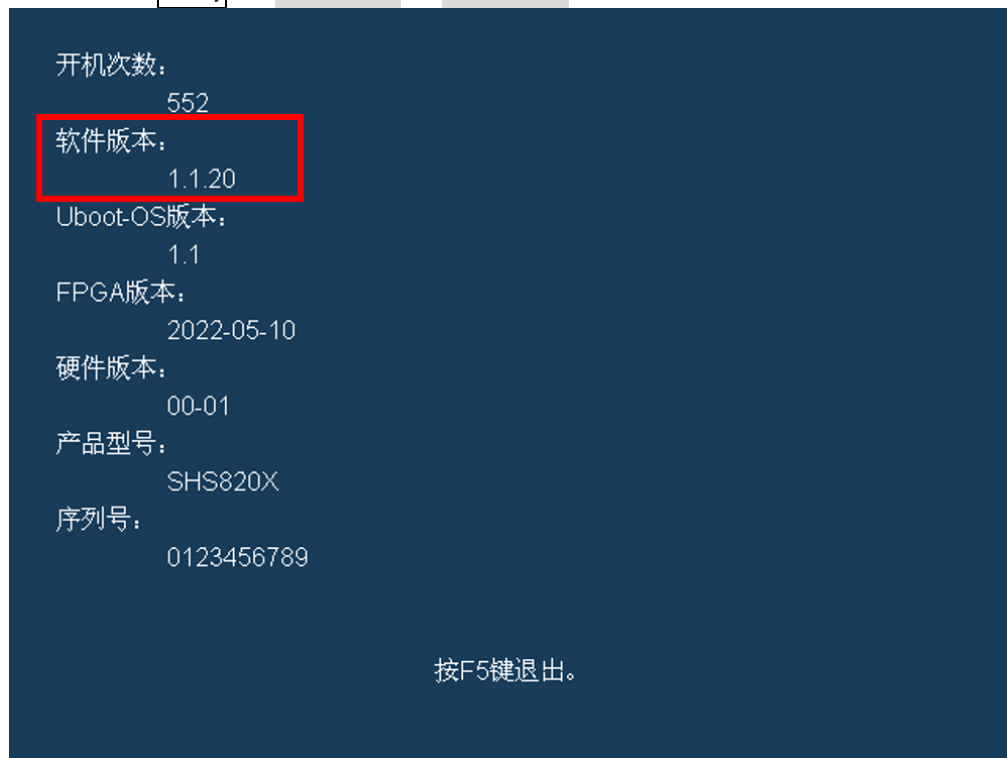 开机次数：
552
软件版本：
1.1.20
Uboot-OS版本：
1.1
FPGA版本：
2022-05-10
硬件版本：
00-01
产品型号：
SHS820X
序列号：
0123456789
按F5键退出。